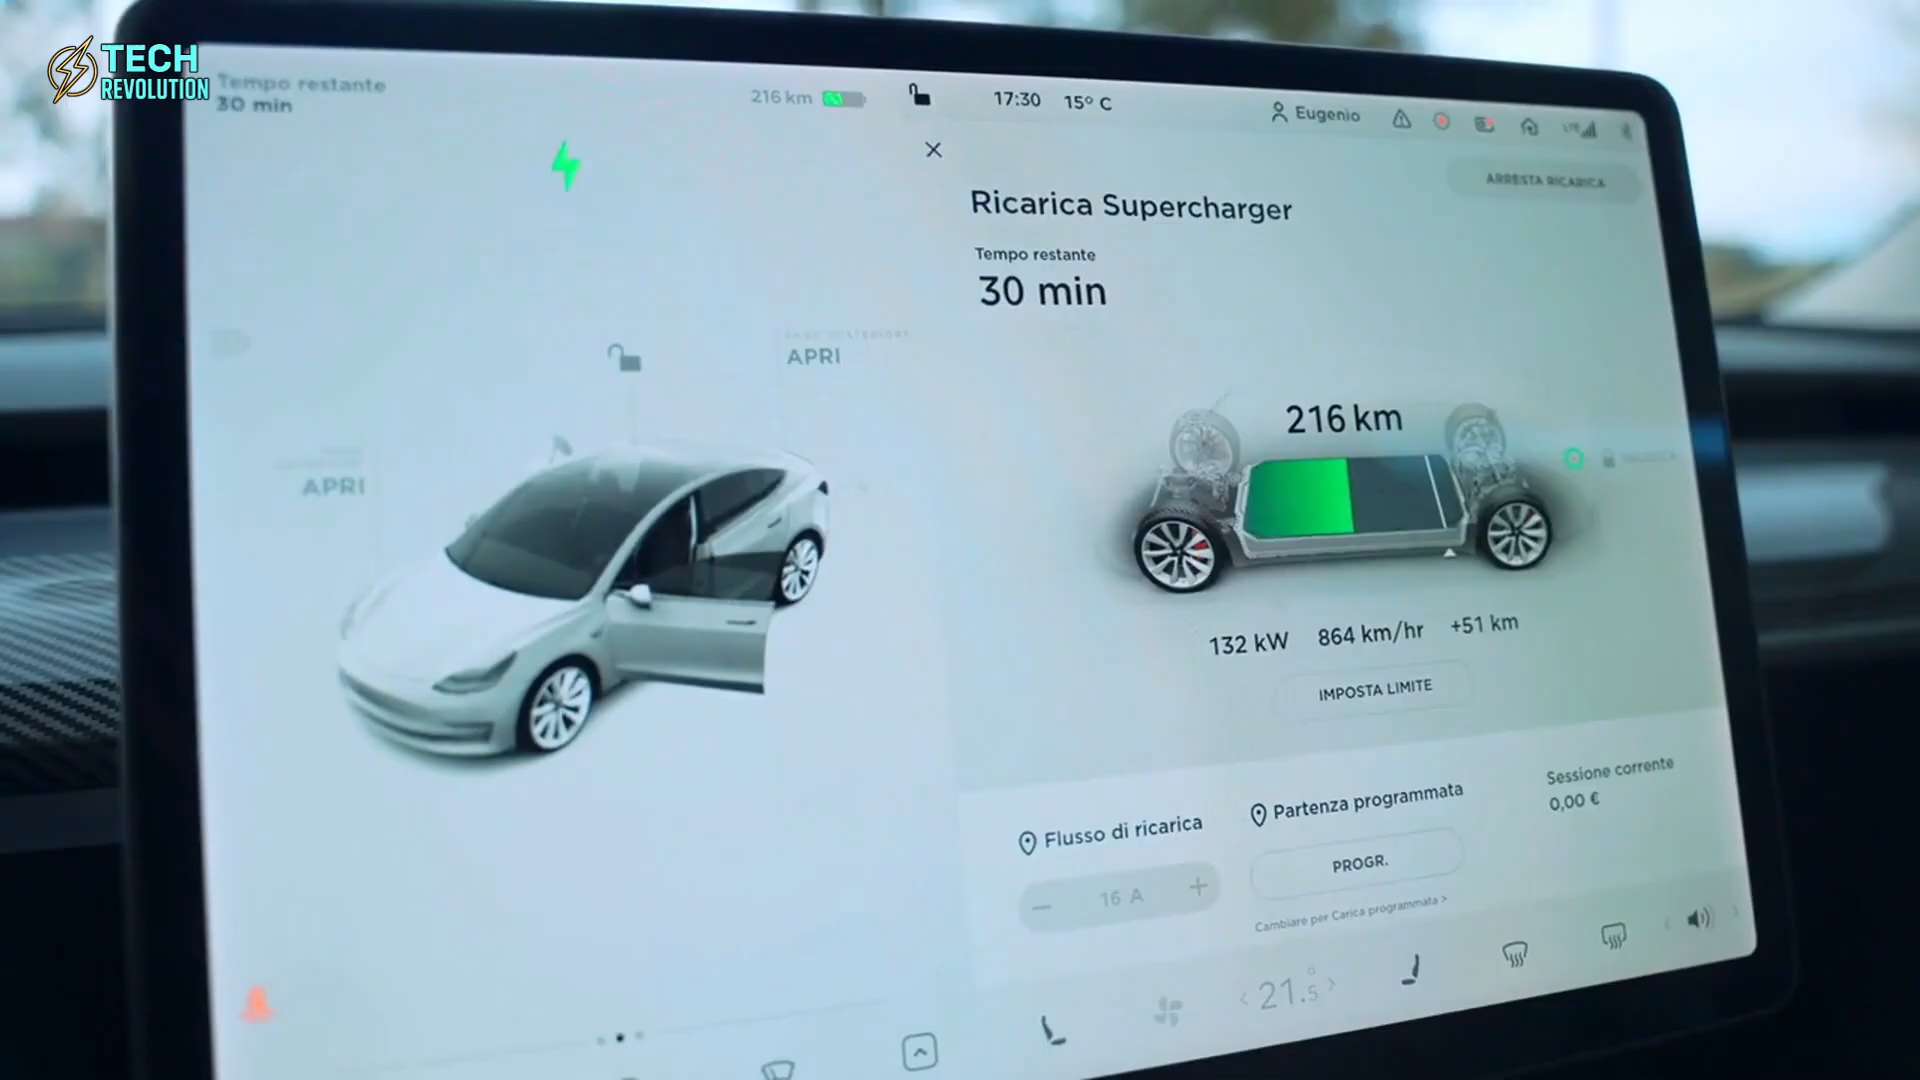 TECH
REVOLUTION
Tempo restante
30 min
216 km
17:30
15° C
Eugenio
LTE
ARRESTA RICARICA
Ricarica Supercharger
Tempo restante
30 min
APRI
APRI
216 km
132 kW
864 km/hr
+51 km
IMPOSTA LIMITE
Flusso di ricarica
16 A
Partenza programmata
PROGR.
Cambiare per Carica programmata >
Sessione corrente
0,00 €
21.5°